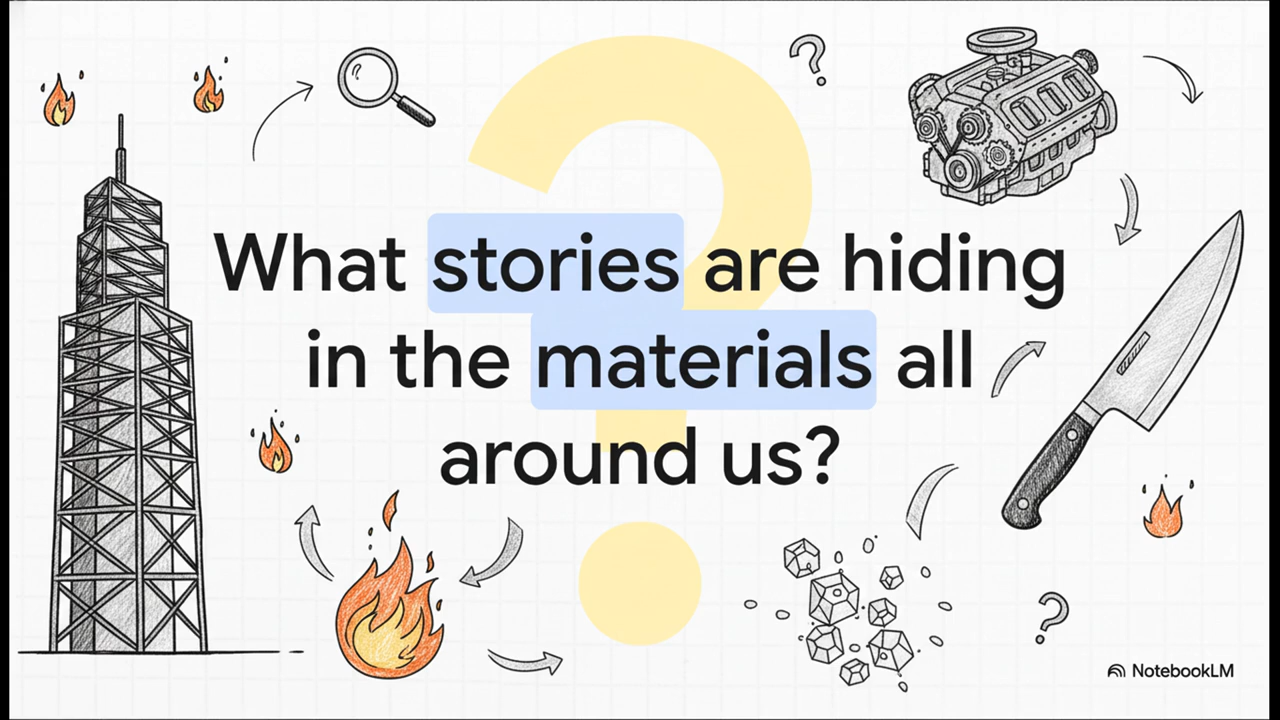 What stories are hiding
in the materials all
around us?
NotebookLM